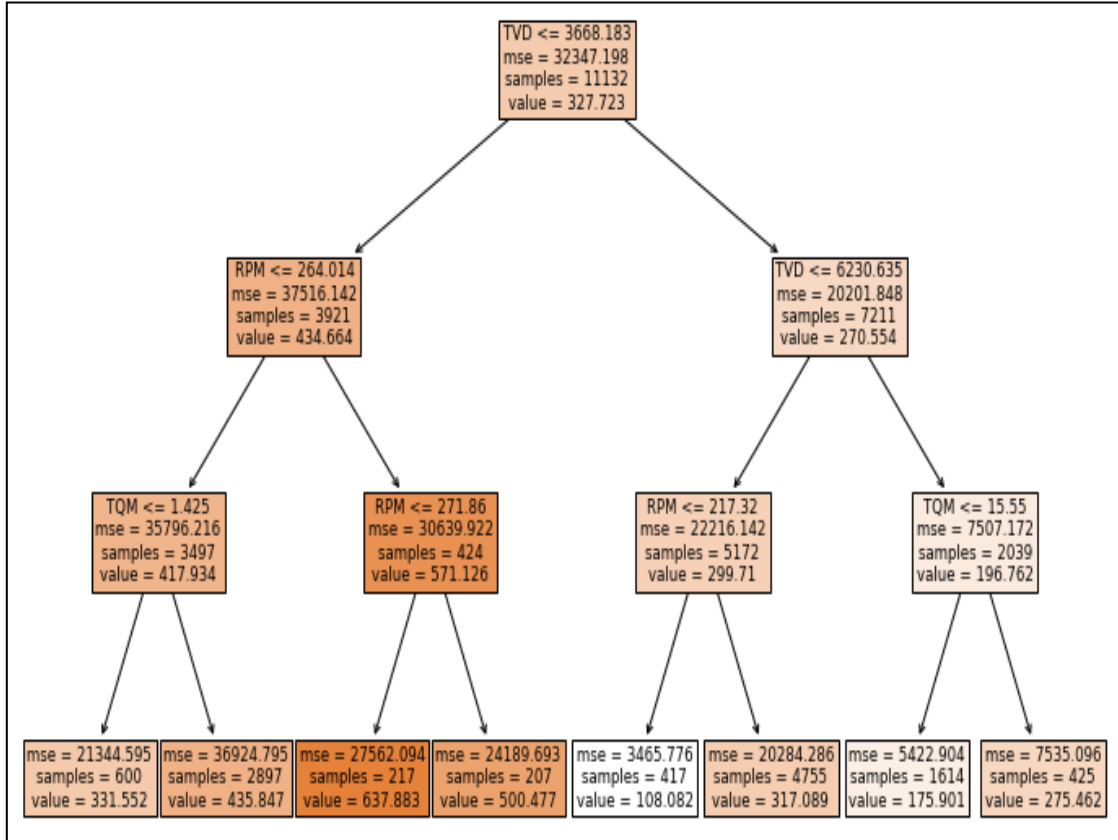 TVD <= 3668.183
mse = 32347.198
samples = 11132
value = 327.723
RPM <= 264.014
mse = 37516.142
samples = 3921
value = 434.664
TVD <= 6230.635
mse = 20201.848
samples = 7211
value = 270.554
TQM <= 1.425
mse = 35796.216
samples = 3497
value = 417.934
RPM <= 271.86
mse = 30639.922
samples = 424
value = 571.126
RPM <= 217.32
mse = 22216.142
samples = 5172
value = 299.71
TQM <= 15.55
mse = 7507.172
samples = 2039
value = 196.762
mse = 21344.595
samples = 600
value = 331.552
mse = 36924.795
samples = 2897
value = 435.847
mse = 27562.094
samples = 217
value = 637.883
mse = 24189.693
samples = 207
value = 500.477
mse = 3465.776
samples = 417
value = 108.082
mse = 20284.286
samples = 4755
value = 317.089
mse = 5422.904
samples = 1614
value = 175.901
mse = 7535.096
samples = 425
value = 275.462